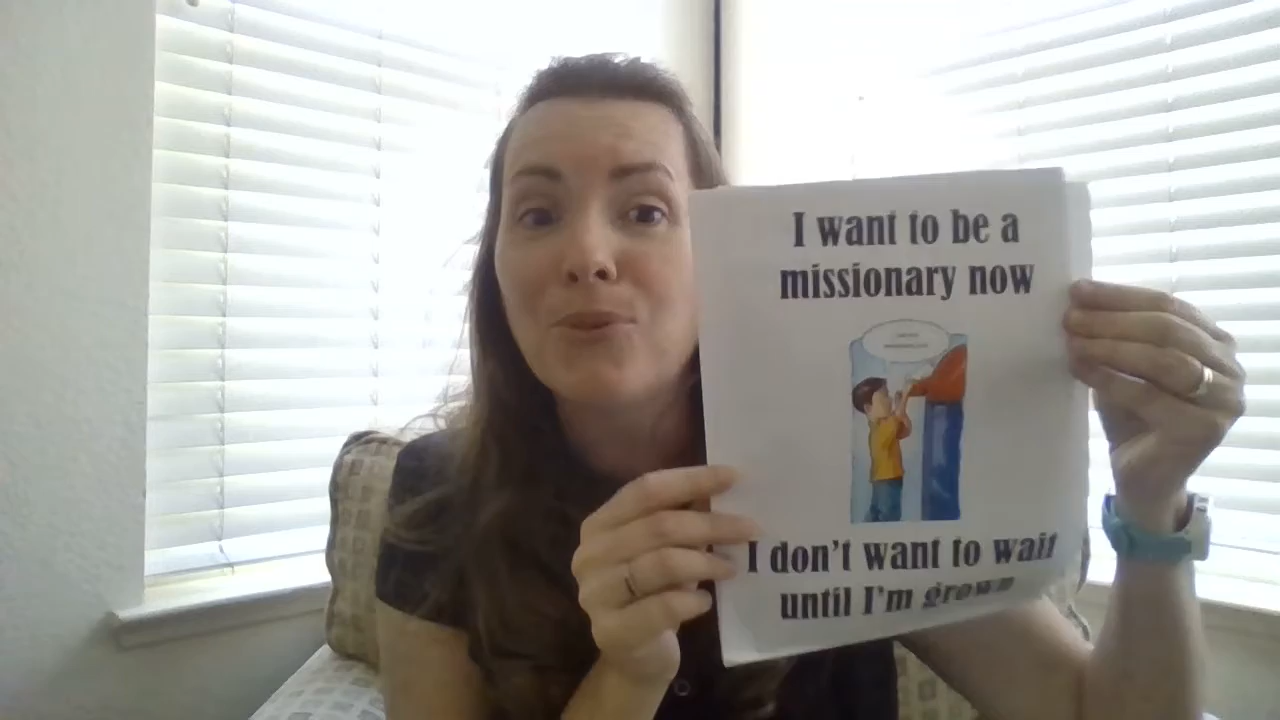 I want to be a
missionary now
I don't want to wait
until I'm grown